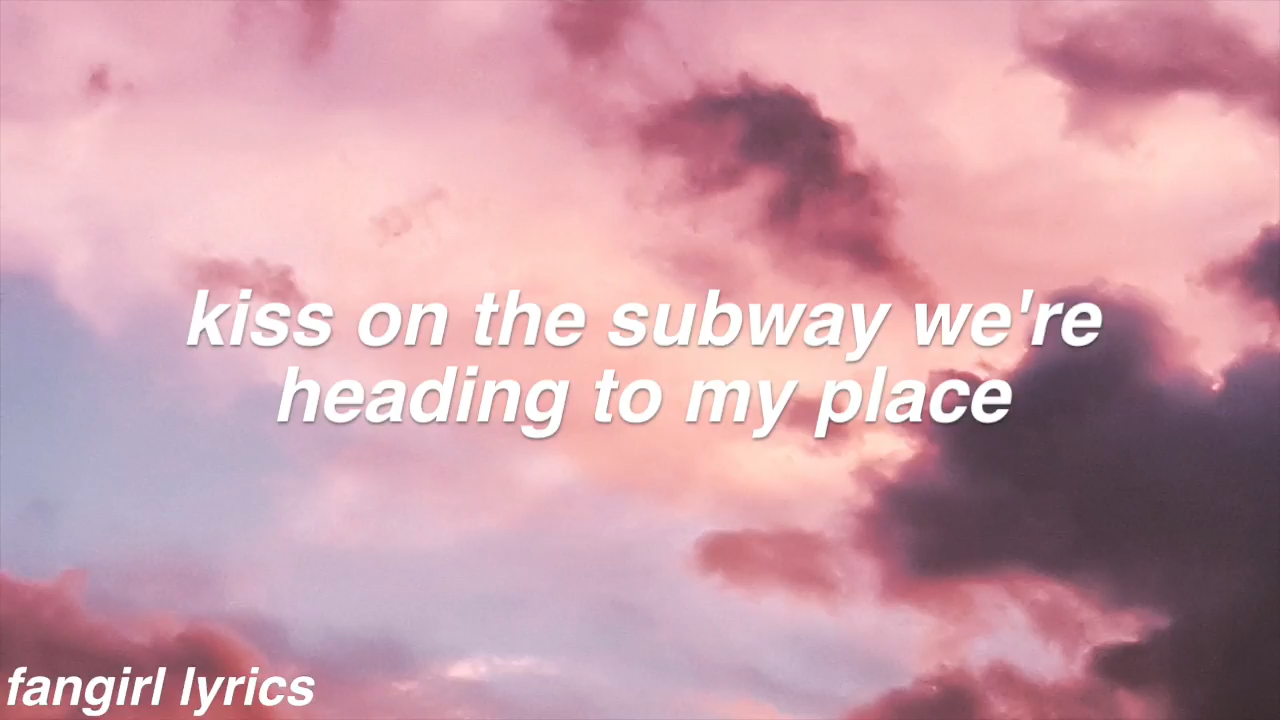 kiss on the subway we're
heading to my place
fangirl lyrics